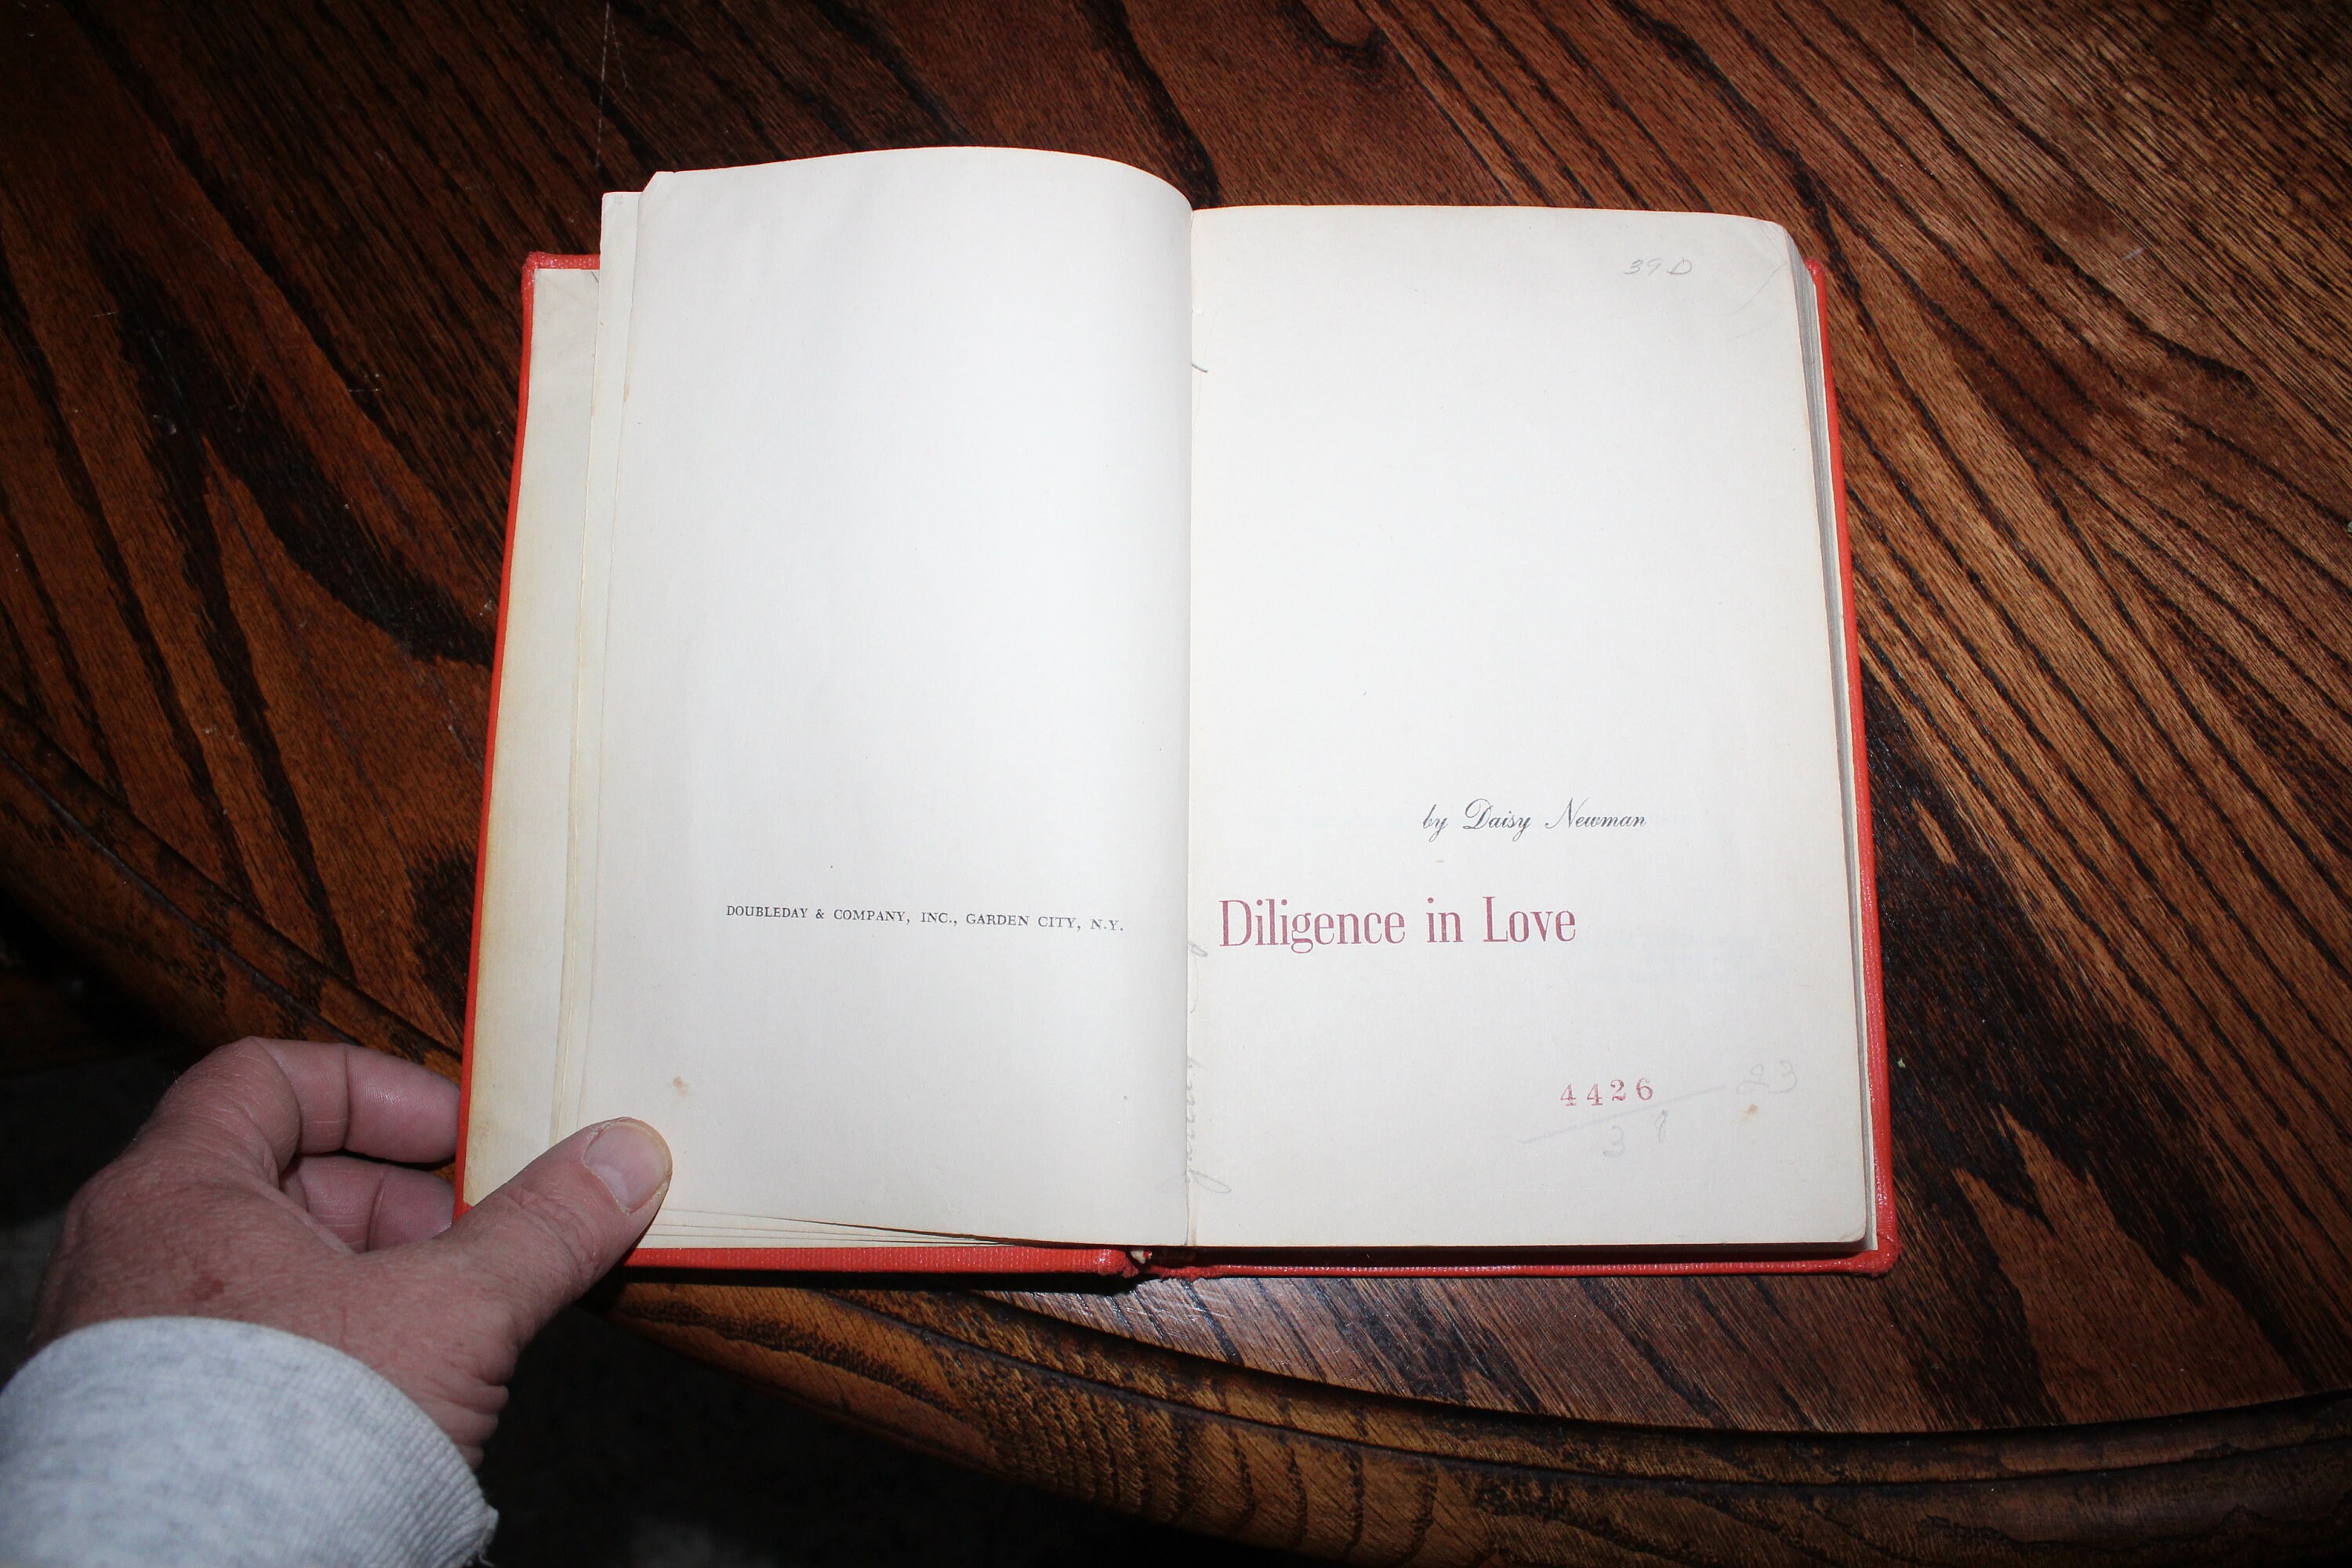 DOUBLEDAY & COMPANY, INC., GARDEN CITY, N.Y.
39D
by Daisy Newman
Diligence in Love
4426
23